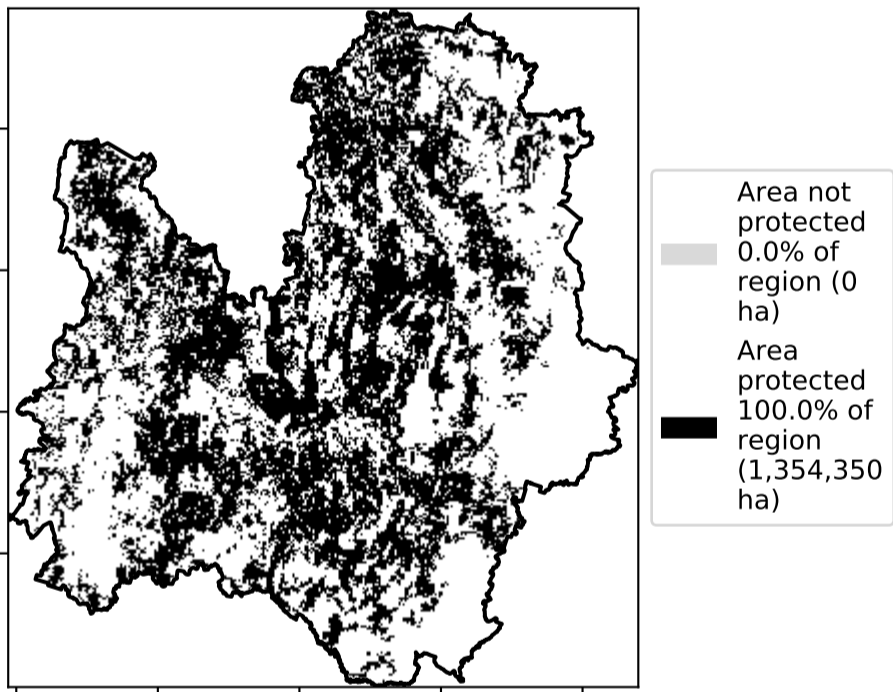 Area not
protected
0.0% of
region (0
ha)
Area
protected
100.0% of
region
(1,354,350
ha)